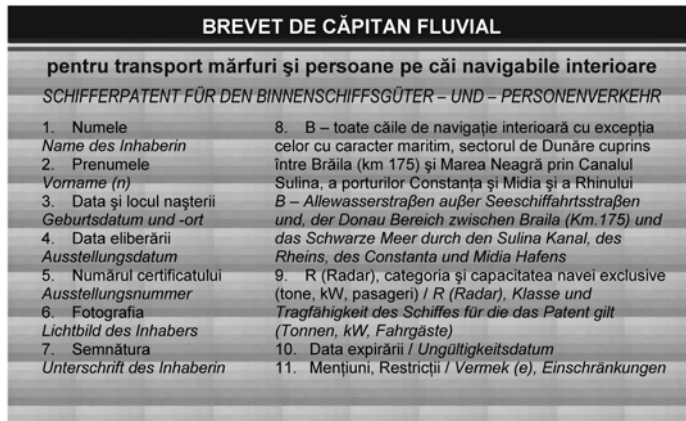 BREVET DE CĂPITAN FLUVIAL
pentru transport mărfuri şi persoane pe căi navigabile interioare
SCHIFFERPATENT FÜR DEN BINNENSCHIFFSGÜTER – UND – PERSONENVERKEHR
1. Numele
Name des Inhaberin
2. Prenumele
Vorname (n)
3. Data şi locul naşterii
Geburtsdatum und -ort
4. Data eliberării
Ausstellungsdatum
5. Numărul certificatului
Ausstellungsnummer
6. Fotografia
Lichtbild des Inhabers
7. Semnătura
Unterschrift des Inhaberin
8. B – toate căile de navigaţie interioară cu excepţia
celor cu caracter maritim, sectorul de Dunăre cuprins
între Brăila (km 175) şi Marea Neagră prin Canalul
Sulina, a porturilor Constanţa şi Midia şi a Rhinului
B – Allewasserstraβen auβer Seeschiffahrtsstraβen
und, der Donau Bereich zwischen Braila (Km.175) und
das Schwarze Meer durch den Sulina Kanal, des
Rheins, des Constanta und Midia Hafens
9. R (Radar), categoria şi capacitatea navei exclusive
(tone, kW, pasageri) / R (Radar), Klasse und
Tragfähigkeit des Schiffes für die das Patent gilt
(Tonnen, kW, Fahrgäste)
10. Data expirării / Ungültigkeitsdatum
11. Menţiuni, Restricţii / Vermek (e), Einschränkungen